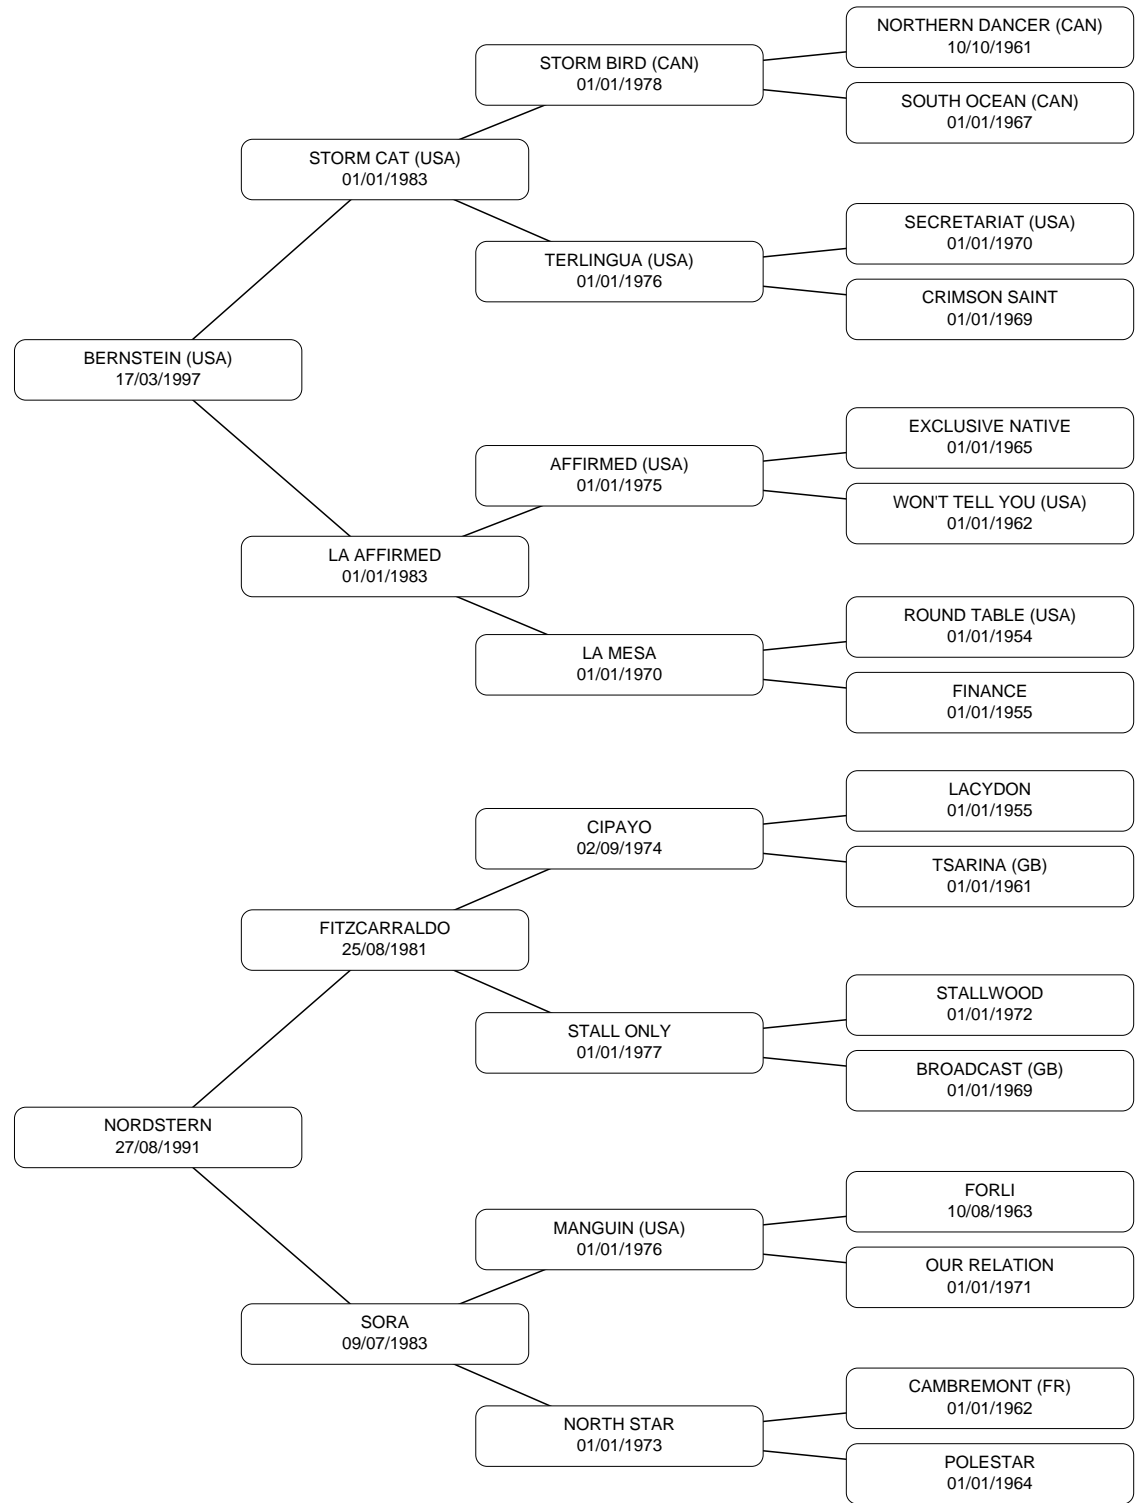 NORTHERN DANCER (CAN)
10/10/1961
STORM BIRD (CAN)
01/01/1978
SOUTH OCEAN (CAN)
01/01/1967
STORM CAT (USA)
01/01/1983
SECRETARIAT (USA)
01/01/1970
TERLINGUA (USA)
01/01/1976
CRIMSON SAINT
01/01/1969
BERNSTEIN (USA)
17/03/1997
EXCLUSIVE NATIVE
01/01/1965
AFFIRMED (USA)
01/01/1975
WON'T TELL YOU (USA)
01/01/1962
LA AFFIRMED
01/01/1983
ROUND TABLE (USA)
01/01/1954
LA MESA
01/01/1970
FINANCE
01/01/1955
LACYDON
01/01/1955
CIPAYO
02/09/1974
TSARINA (GB)
01/01/1961
FITZCARRALDO
25/08/1981
STALLWOOD
01/01/1972
STALL ONLY
01/01/1977
BROADCAST (GB)
01/01/1969
NORDSTERN
27/08/1991
FORLI
10/08/1963
MANGUIN (USA)
01/01/1976
OUR RELATION
01/01/1971
SORA
09/07/1983
CAMBREMONT (FR)
01/01/1962
NORTH STAR
01/01/1973
POLESTAR
01/01/1964